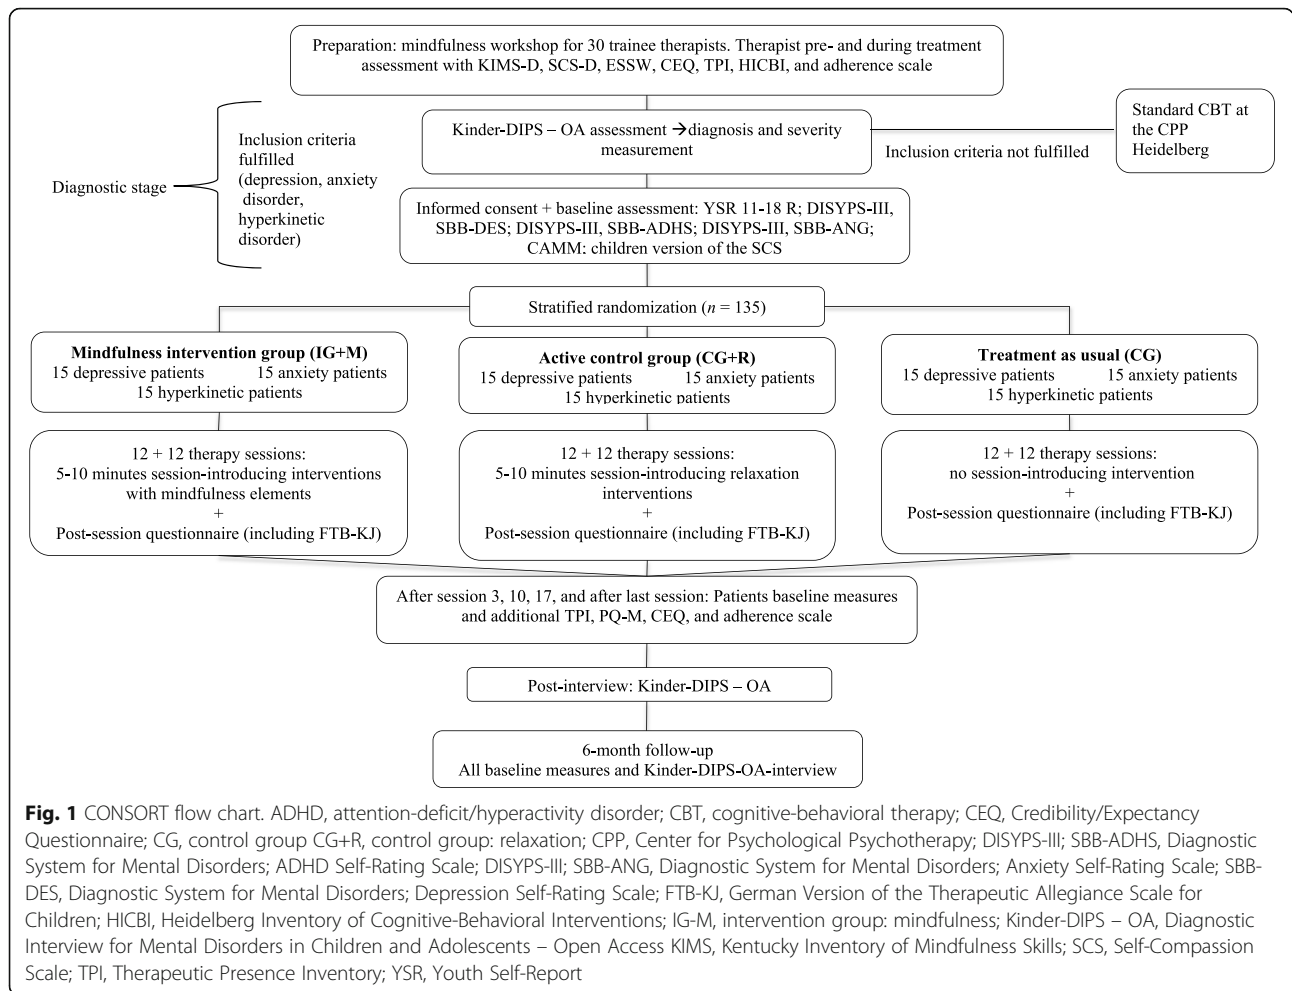 Preparation: mindfulness workshop for 30 trainee therapists. Therapist pre- and during treatment
assessment with KIMS-D, SCS-D, ESSW, CEQ, TPI, HICBI, and adherence scale
Diagnostic stage
Inclusion criteria
fulfilled
(depression, anxiety
disorder,
hyperkinetic
disorder)
Kinder-DIPS – OA assessment →diagnosis and severity
measurement
Inclusion criteria not fulfilled
Standard CBT at
the CPP
Heidelberg
Informed consent + baseline assessment: YSR 11-18 R; DISYPS-III,
SBB-DES; DISYPS-III, SBB-ADHS; DISYPS-III, SBB-ANG;
CAMM; children version of the SCS
Stratified randomization (n = 135)
Mindfulness intervention group (IG+M)
15 depressive patients 15 anxiety patients
15 hyperkinetic patients
Active control group (CG+R)
15 depressive patients 15 anxiety patients
15 hyperkinetic patients
Treatment as usual (CG)
15 depressive patients 15 anxiety patients
15 hyperkinetic patients
12 + 12 therapy sessions:
5-10 minutes session-introducing interventions
with mindfulness elements
+
Post-session questionnaire (including FTB-KJ)
12 + 12 therapy sessions:
5-10 minutes session-introducing relaxation
interventions
+
Post-session questionnaire (including FTB-KJ)
12 + 12 therapy sessions:
no session-introducing intervention
+
Post-session questionnaire (including FTB-KJ)
After session 3, 10, 17, and after last session: Patients baseline measures
and additional TPI, PQ-M, CEQ, and adherence scale
Post-interview: Kinder-DIPS – OA
6-month follow-up
All baseline measures and Kinder-DIPS-OA-interview
Fig. 1 CONSORT flow chart. ADHD, attention-deficit/hyperactivity disorder; CBT, cognitive-behavioral therapy; CEQ, Credibility/Expectancy
Questionnaire; CG, control group CG+R, control group: relaxation; CPP, Center for Psychological Psychotherapy; DISYPS-III; SBB-ADHS, Diagnostic
System for Mental Disorders; ADHD Self-Rating Scale; DISYPS-III; SBB-ANG, Diagnostic System for Mental Disorders; Anxiety Self-Rating Scale; SBB-
DES, Diagnostic System for Mental Disorders; Depression Self-Rating Scale; FTB-KJ, German Version of the Therapeutic Allegiance Scale for
Children; HICBI, Heidelberg Inventory of Cognitive-Behavioral Interventions; IG-M, intervention group: mindfulness; Kinder-DIPS – OA, Diagnostic
Interview for Mental Disorders in Children and Adolescents – Open Access KIMS, Kentucky Inventory of Mindfulness Skills; SCS, Self-Compassion
Scale; TPI, Therapeutic Presence Inventory; YSR, Youth Self-Report